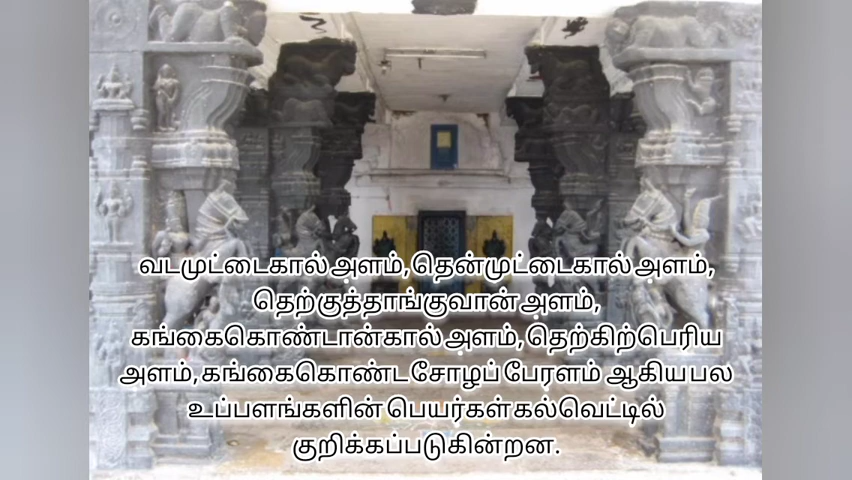 வடமுட்டைகால் அளம், தென்முட்டைகால் அளம்,
தெற்குத்தாங்குவான் அளம்,
கங்கைகொண்டான்கால் அளம், தெற்கிற்பெரிய
அளம், கங்கைகொண்ட சோழப் பேரளம் ஆகிய பல
உப்பளங்களின் பெயர்கள் கல்வெட்டில்
குறிக்கப்படுகின்றன.